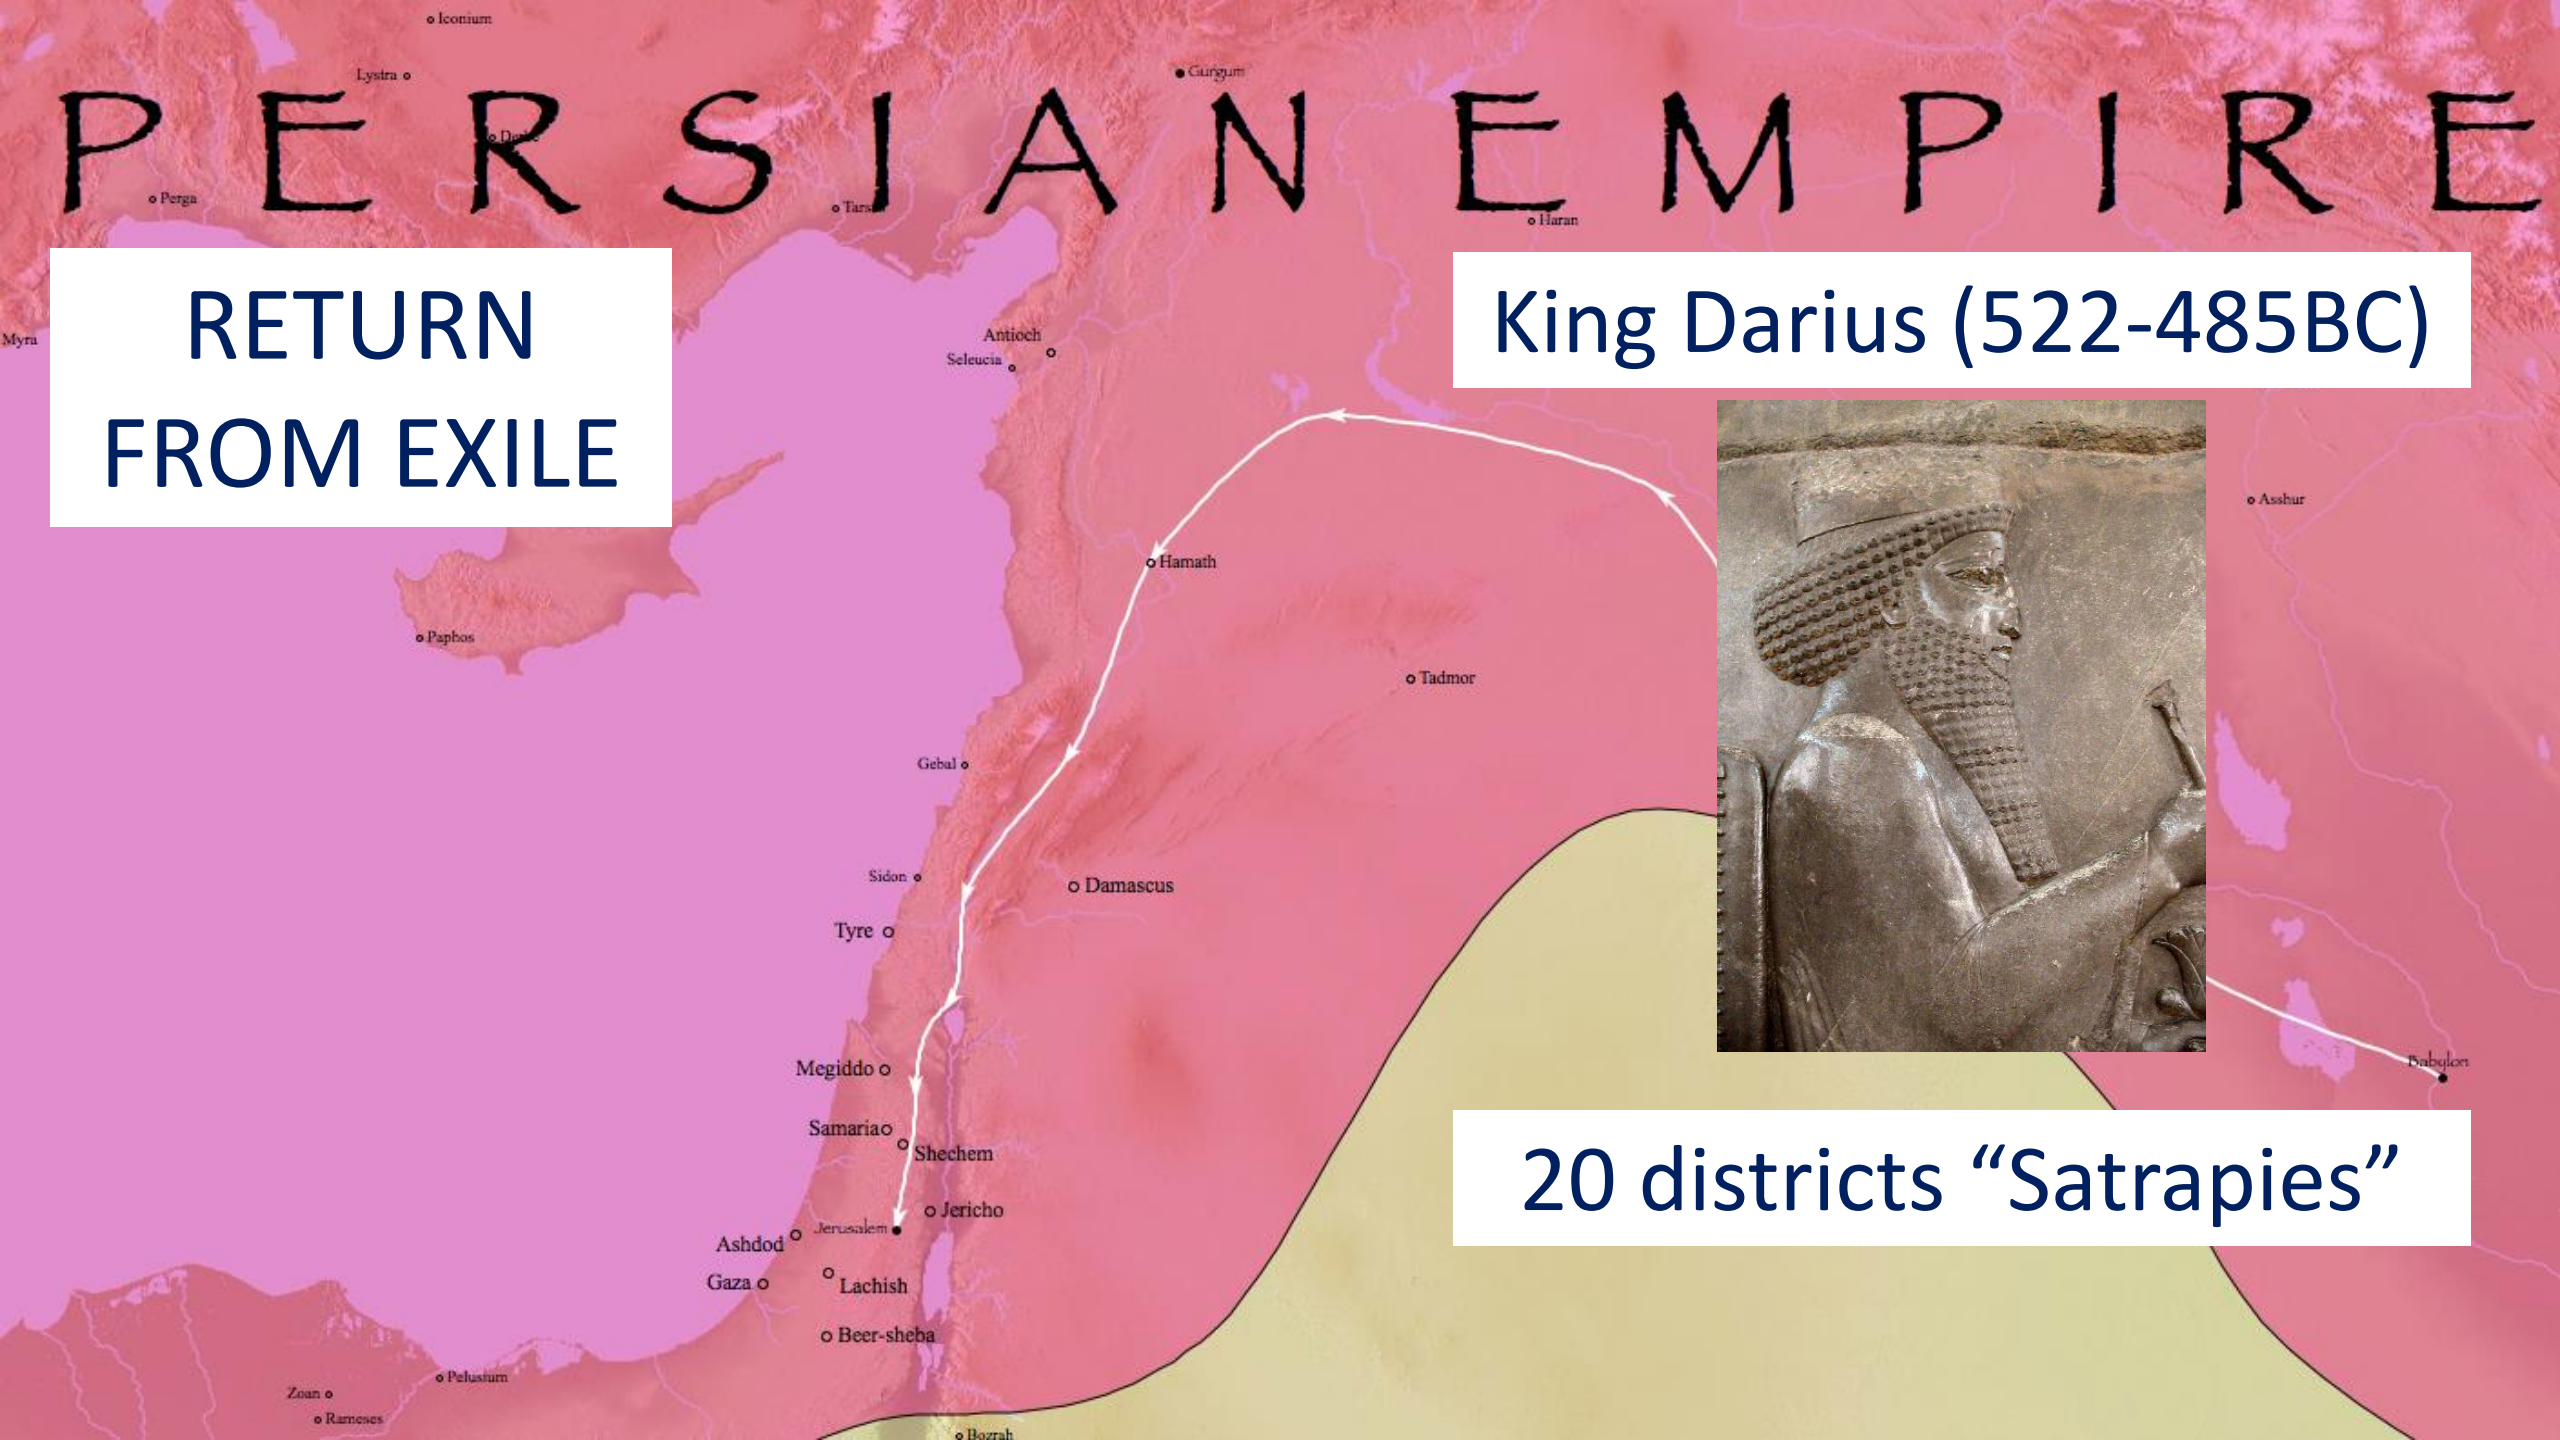 Iconium
Gurgum
Lystra
PERSIAN EMPIRE
Derbe
Perga
Tarsus
Haran
RETURN
FROM EXILE
King Darius (522-485BC)
Myra
Antioch
Seleucia
Asshur
Hamath
Paphos
Tadmor
Gebal
Sidon
Damascus
Tyre
Babylon
Megiddo
Samaria
Shechem
20 districts “Satrapies”
Jericho
Jerusalem
Ashdod
Gaza
Lachish
Beer-sheba
Pelusium
Zoan
Rameses
Bozrah